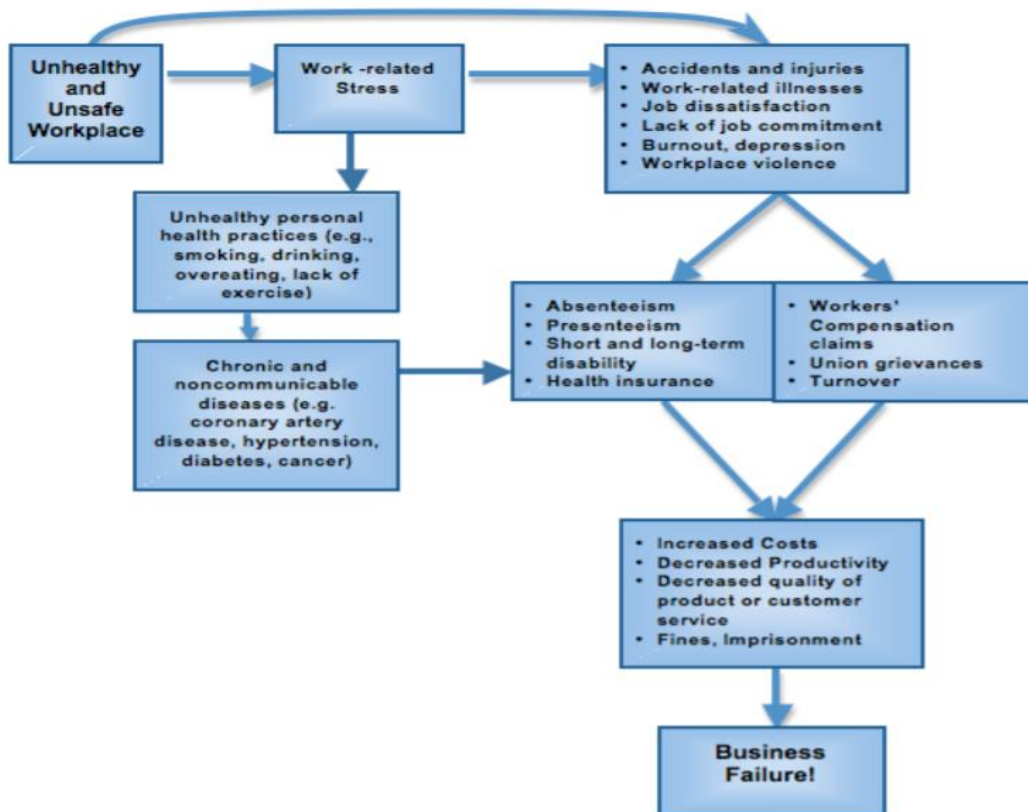 Unhealthy
and
Unsafe
Workplace
Work -related
Stress
• Accidents and injuries
• Work-related illnesses
• Job dissatisfaction
• Lack of job commitment
• Burnout, depression
• Workplace violence
Unhealthy personal
health practices (e.g.,
smoking, drinking,
overeating, lack of
exercise)
Chronic and
noncommunicable
diseases (e.g.
coronary artery
disease, hypertension,
diabetes, cancer)
• Absenteeism
• Presenteeism
• Short and long-term
disability
• Health insurance
• Workers'
Compensation
claims
• Union grievances
• Turnover
• Increased Costs
• Decreased Productivity
• Decreased quality of
product or customer
service
• Fines, Imprisonment
Business
Failure!